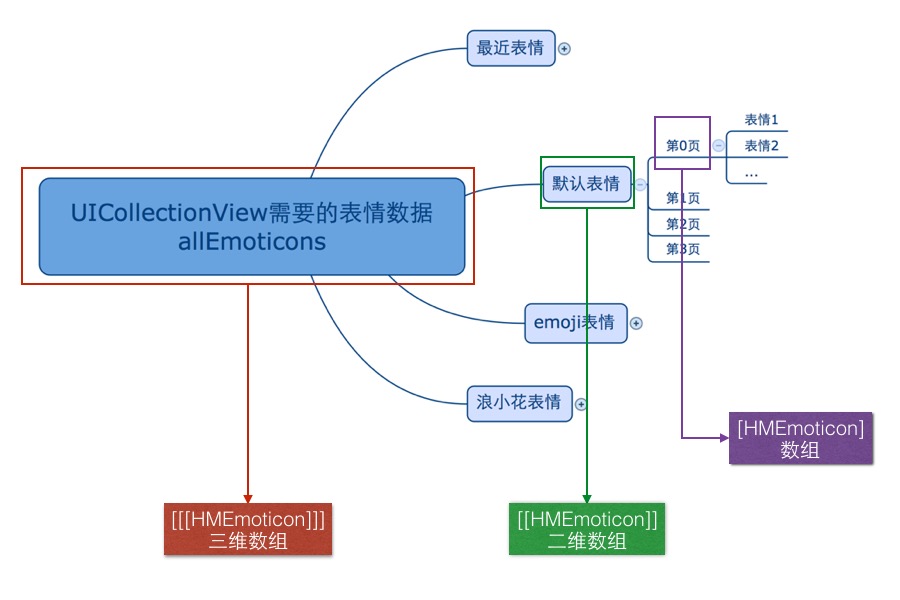 最近表情
表情1
第0页
表情2
...
默认表情
第1页
第2页
第3页
UICollectionView需要的表情数据
allEmoticons
emoji表情
浪小花表情
[HMEmoticon]
数组
[[[HMEmoticon]]]
三维数组
[[HMEmoticon]]
二维数组